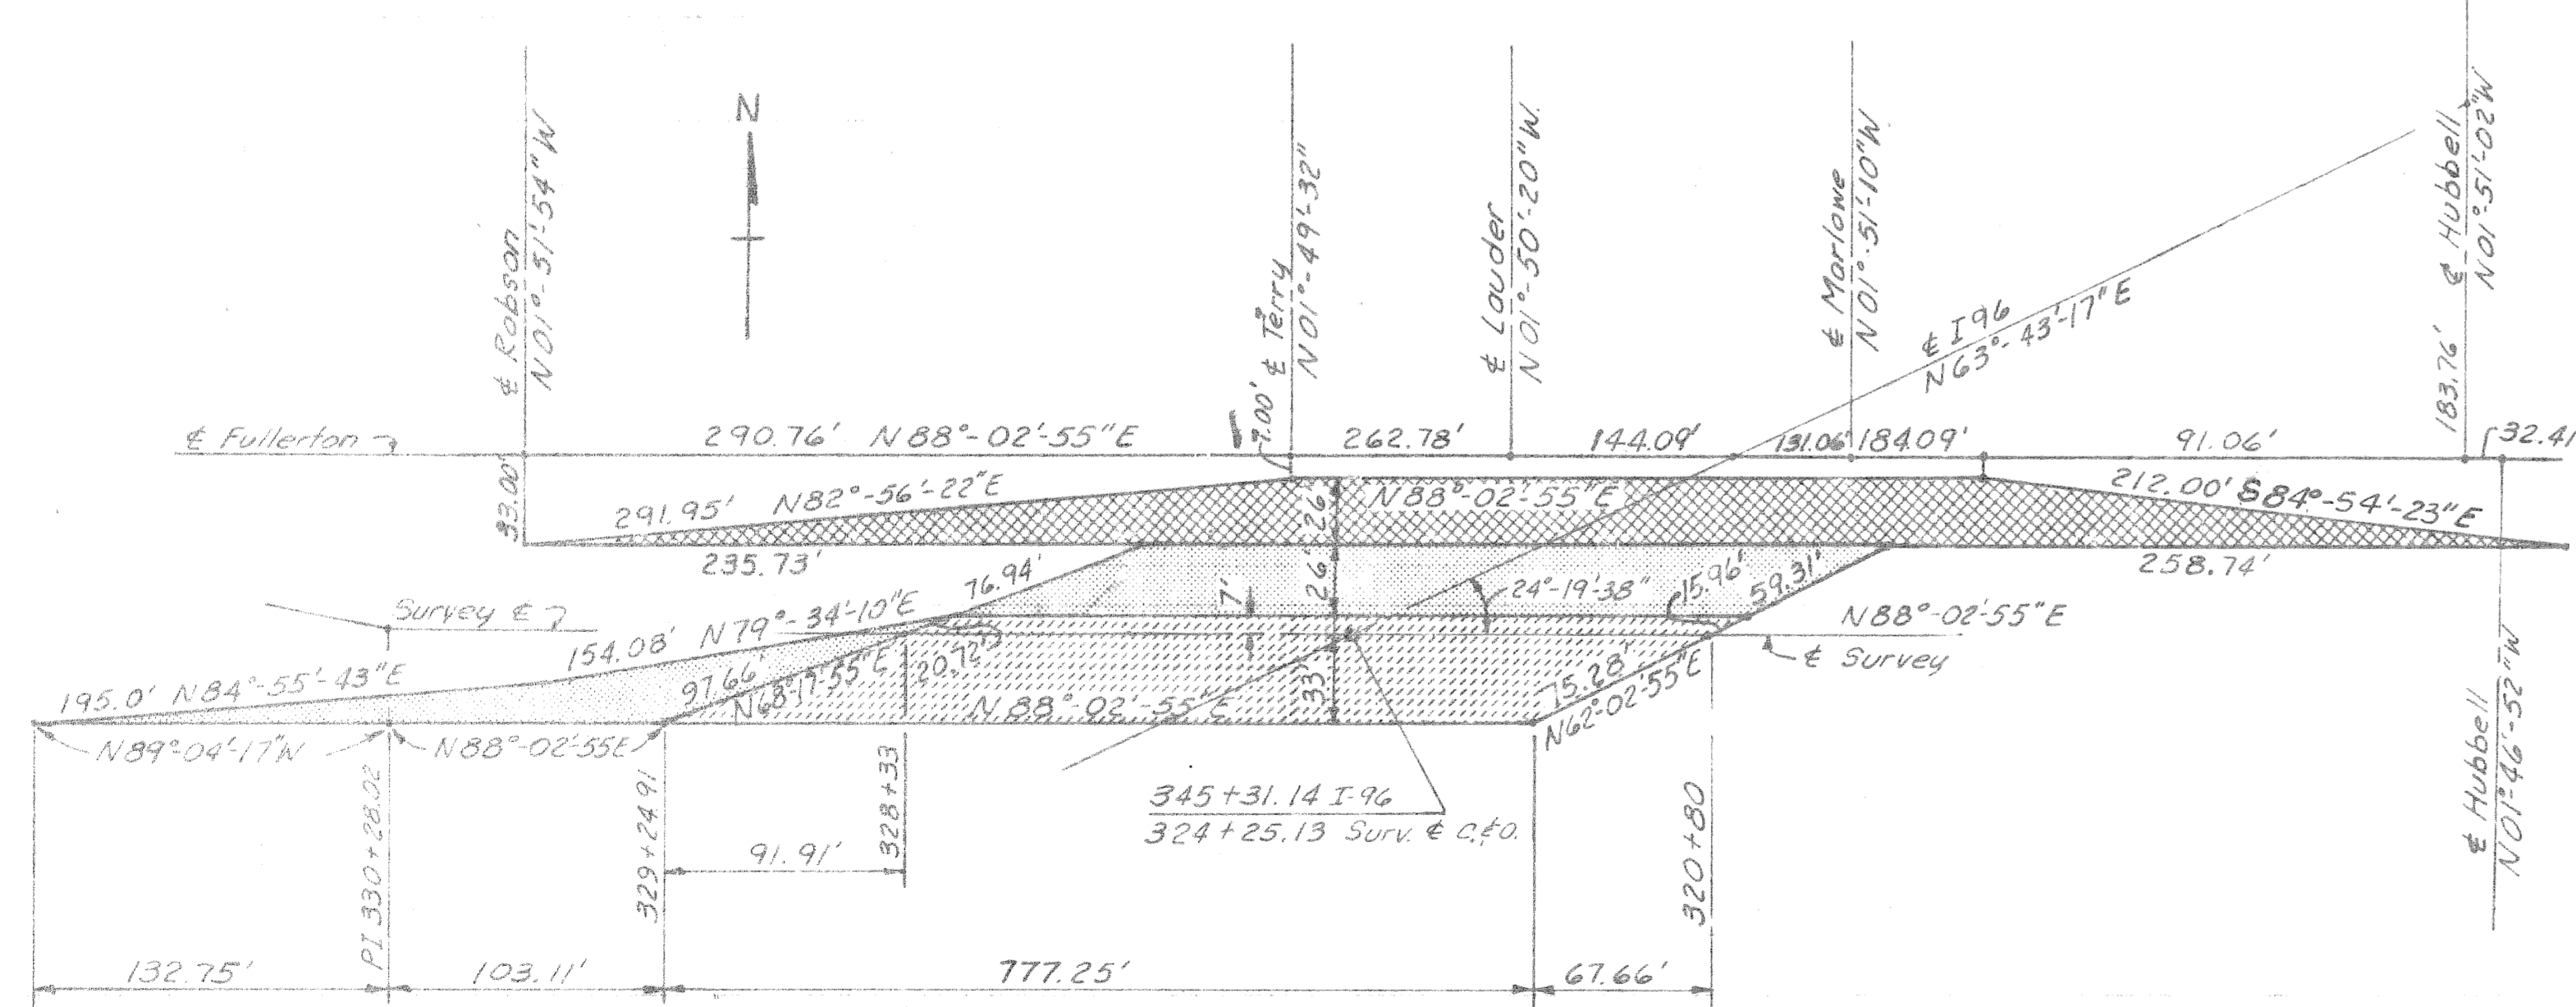 N
℄ Robson
N 01°-51'-54" W
℄ Terry
N 01°-49'-32"
℄ Lauder
N 01°-50'-20" W.
℄ Marlowe
N 01°-51'-10" W
℄ I 96
N 63°-43'-17" E
183.76' ℄ Hubbell
N 01°-51'-02" W
℄ Fullerton
290.76' N 88°-02'-55" E
7.00'
262.78'
144.09'
131.06'
184.09'
91.06'
32.41
33.00'
291.95' N 82°-56'-22" E
26'
N 88°-02'-55" E
212.00' S 84°-54'-23" E
235.73'
76.94'
26'
7'
24°-19'-38"
15.96'
59.31'
258.74'
Survey ℄
154.08' N 79°-34'-10" E
N 88°-02'-55" E
℄ Survey
195.0' N 84°-55'-43" E
97.66'
N 68°-17'-55" E
20.72'
33'
N 88°-02'-55" E
75.28'
N 62°-02'-55" E
N 89°-04'-17" W
N 88°-02'-55 E
PI 330+28.02
329+24.91
328+33
91.91'
345+31.14 I-96
324+25.13 Surv. ℄ C.&O.
320+80
℄ Hubbell
N 01°-46'-52" W
132.75'
103.11'
777.25'
67.66'